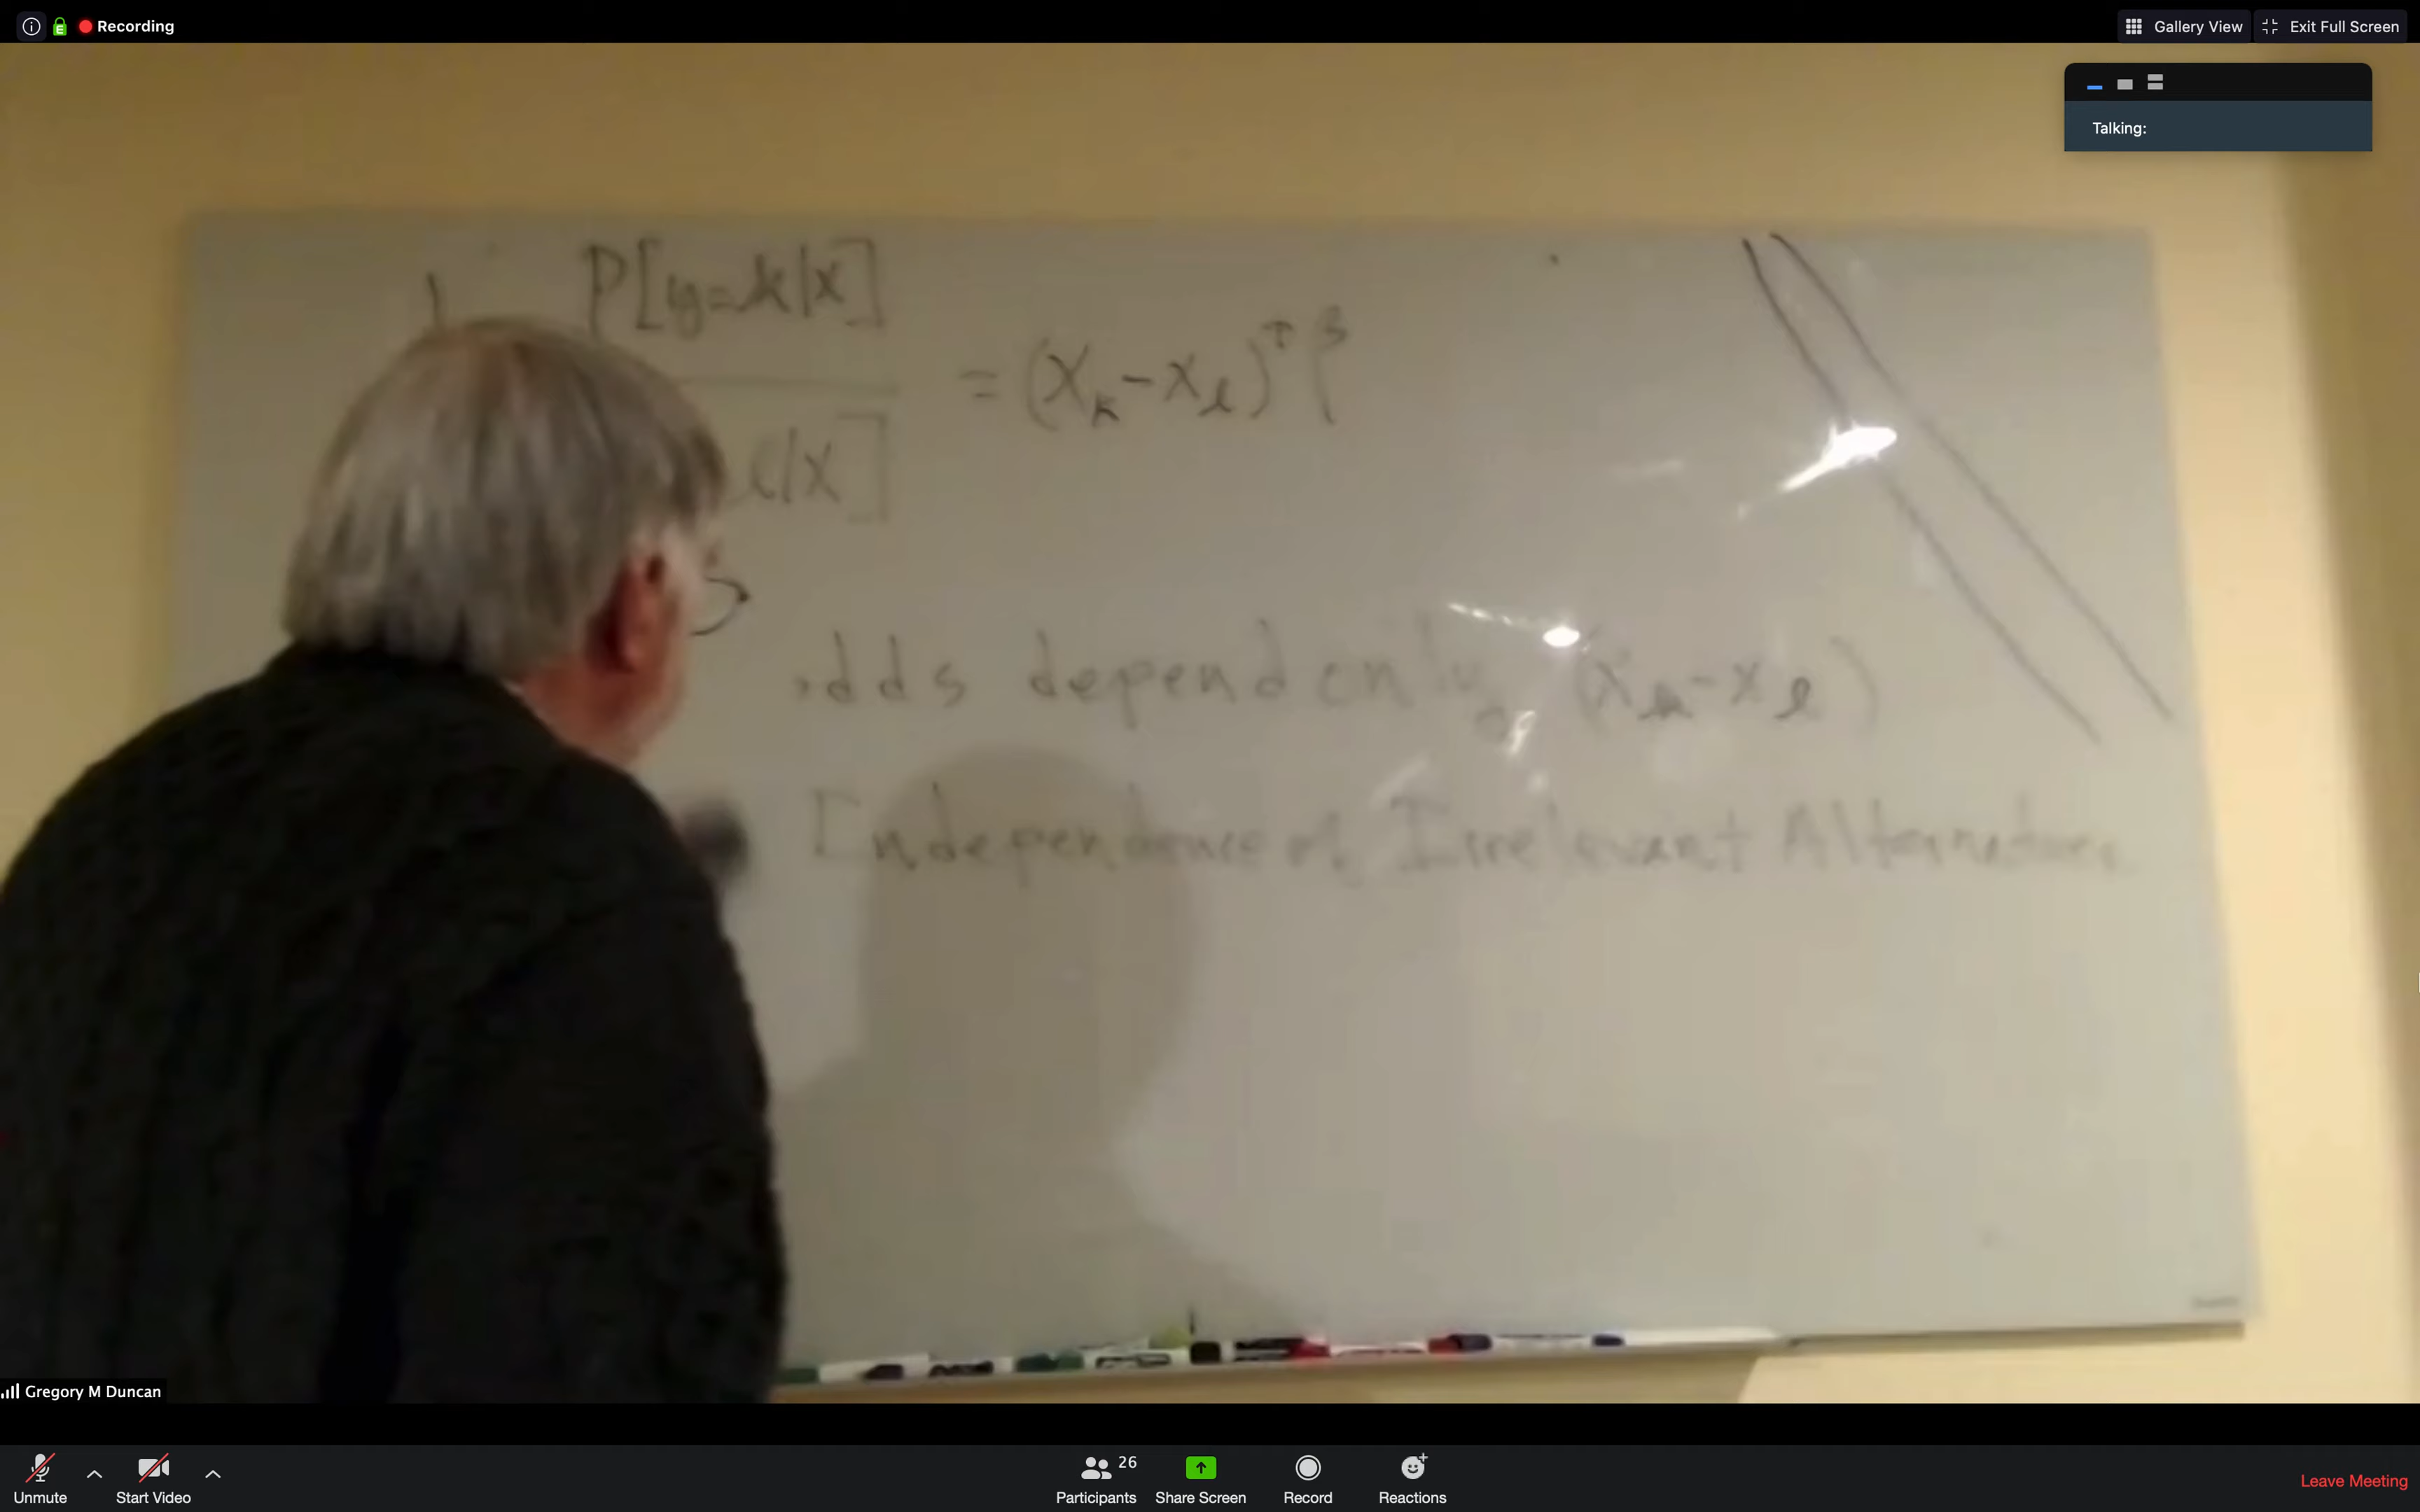 Recording
Gallery View
Exit Full Screen
Talking:
P[y=k|x]
= (X_k - X_l)^T β
l|X]
dds depend only (X_k - X_l)
Independence of Irrelevant Alternatives
Gregory M Duncan
Unmute
Start Video
26
Participants
Share Screen
Record
Reactions
Leave Meeting